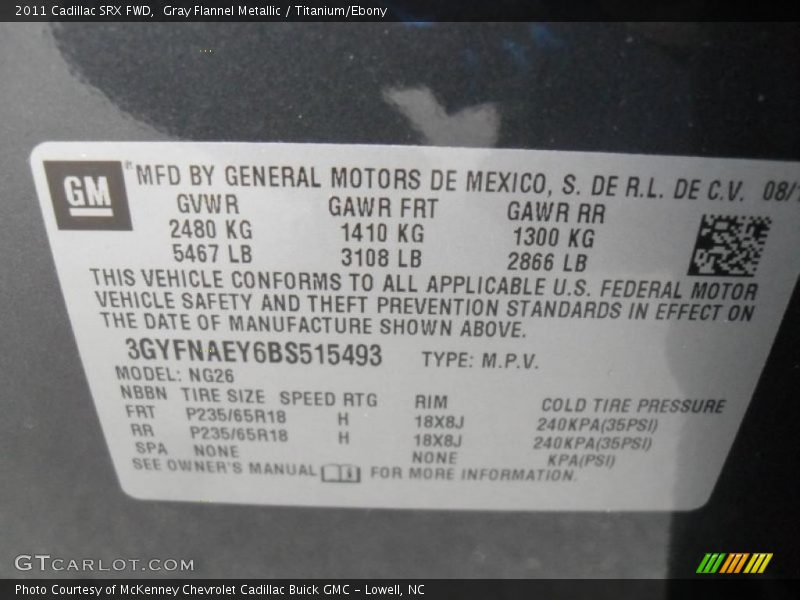 2011 Cadillac SRX FWD, Gray Flannel Metallic / Titanium/Ebony
GM
MFD BY GENERAL MOTORS DE MEXICO, S. DE R.L. DE C.V. 08/
GVWR GAWR FRT GAWR RR
2480 KG 1410 KG 1300 KG
5467 LB 3108 LB 2866 LB
THIS VEHICLE CONFORMS TO ALL APPLICABLE U.S. FEDERAL MOTOR
VEHICLE SAFETY AND THEFT PREVENTION STANDARDS IN EFFECT ON
THE DATE OF MANUFACTURE SHOWN ABOVE.
3GYFNAEY6BS515493 TYPE: M.P.V.
MODEL: NG26
NBBN TIRE SIZE SPEED RTG RIM COLD TIRE PRESSURE
FRT P235/65R18 H 18X8J 240KPA(35PSI)
RR P235/65R18 H 18X8J 240KPA(35PSI)
SPA NONE NONE KPA(PSI)
SEE OWNER'S MANUAL FOR MORE INFORMATION.
GTCARLOT.COM
Photo Courtesy of McKenney Chevrolet Cadillac Buick GMC - Lowell, NC